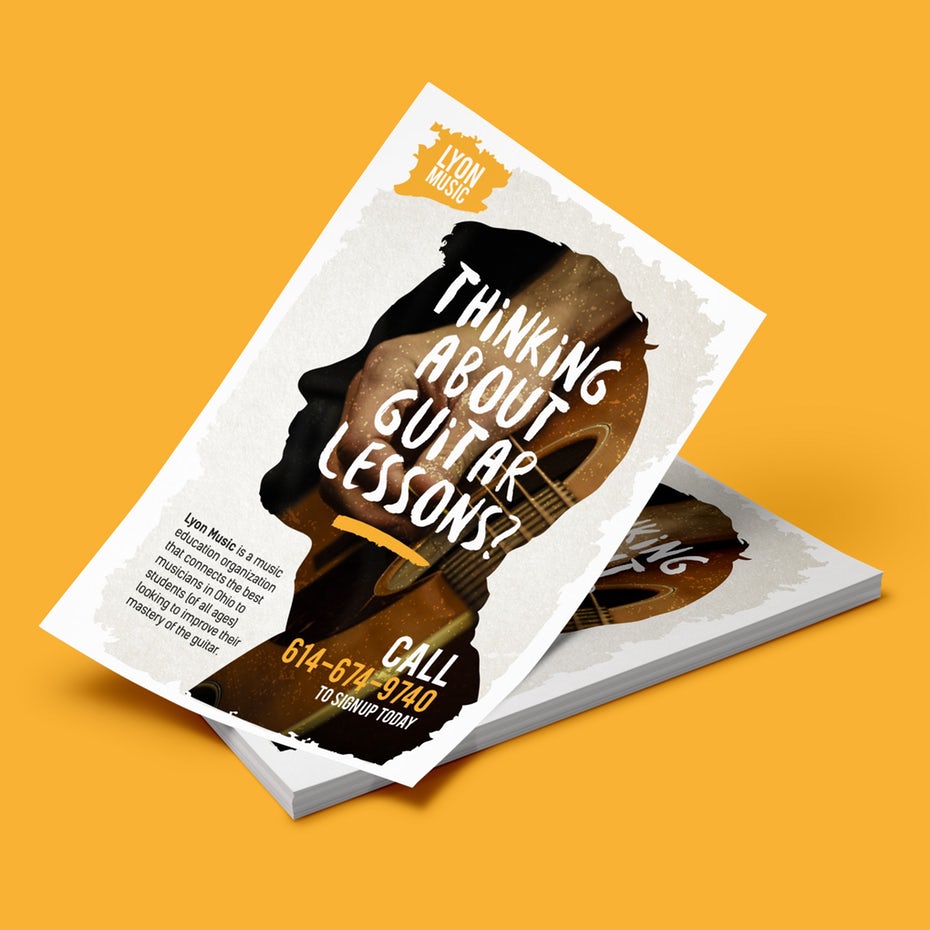 LYON
MUSIC
THiNKiNG
ABOUT
GUiTAR
LESSONS?
Lyon Music is a music
education organization
that connects the best
musicians in Ohio to
students (of all ages)
looking to improve their
mastery of the guitar.
CALL
614-674-9740
TO SIGNUP TODAY
KiNG